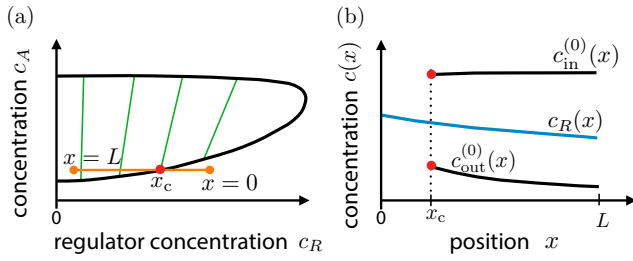 (a)
concentration c_A
x = L
x_c
x = 0
0
regulator concentration c_R
(b)
concentration c(x)
c_in^(0)(x)
c_R(x)
c_out^(0)(x)
0
x_c
L
position x